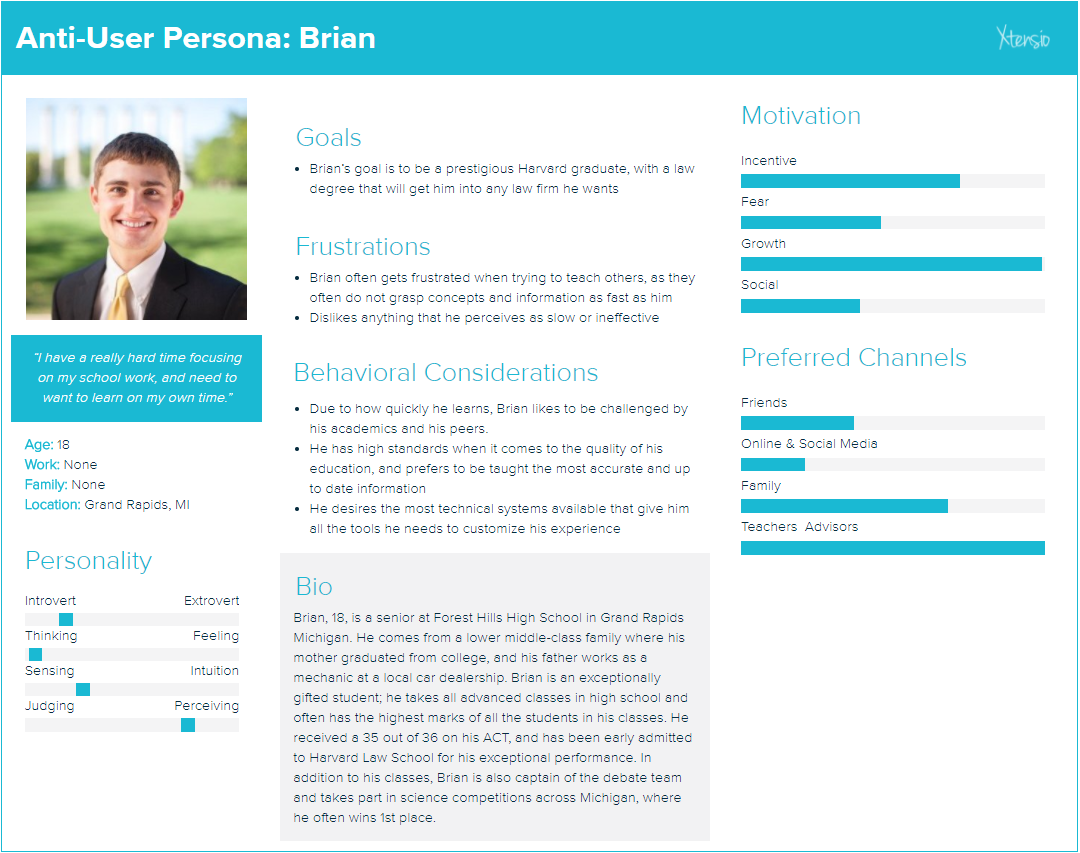 Anti-User Persona: Brian
Xtensio
“I have a really hard time focusing
on my school work, and need to
want to learn on my own time.”
Age: 18
Work: None
Family: None
Location: Grand Rapids, MI
Personality
Introvert Extrovert
Thinking Feeling
Sensing Intuition
Judging Perceiving
Goals
• Brian’s goal is to be a prestigious Harvard graduate, with a law
degree that will get him into any law firm he wants
Frustrations
• Brian often gets frustrated when trying to teach others, as they
often do not grasp concepts and information as fast as him
• Dislikes anything that he perceives as slow or ineffective
Behavioral Considerations
• Due to how quickly he learns, Brian likes to be challenged by
his academics and his peers.
• He has high standards when it comes to the quality of his
education, and prefers to be taught the most accurate and up
to date information
• He desires the most technical systems available that give him
all the tools he needs to customize his experience
Bio
Brian, 18, is a senior at Forest Hills High School in Grand Rapids
Michigan. He comes from a lower middle-class family where his
mother graduated from college, and his father works as a
mechanic at a local car dealership. Brian is an exceptionally
gifted student; he takes all advanced classes in high school and
often has the highest marks of all the students in his classes. He
received a 35 out of 36 on his ACT, and has been early admitted
to Harvard Law School for his exceptional performance. In
addition to his classes, Brian is also captain of the debate team
and takes part in science competitions across Michigan, where
he often wins 1st place.
Motivation
Incentive
Fear
Growth
Social
Preferred Channels
Friends
Online & Social Media
Family
Teachers Advisors